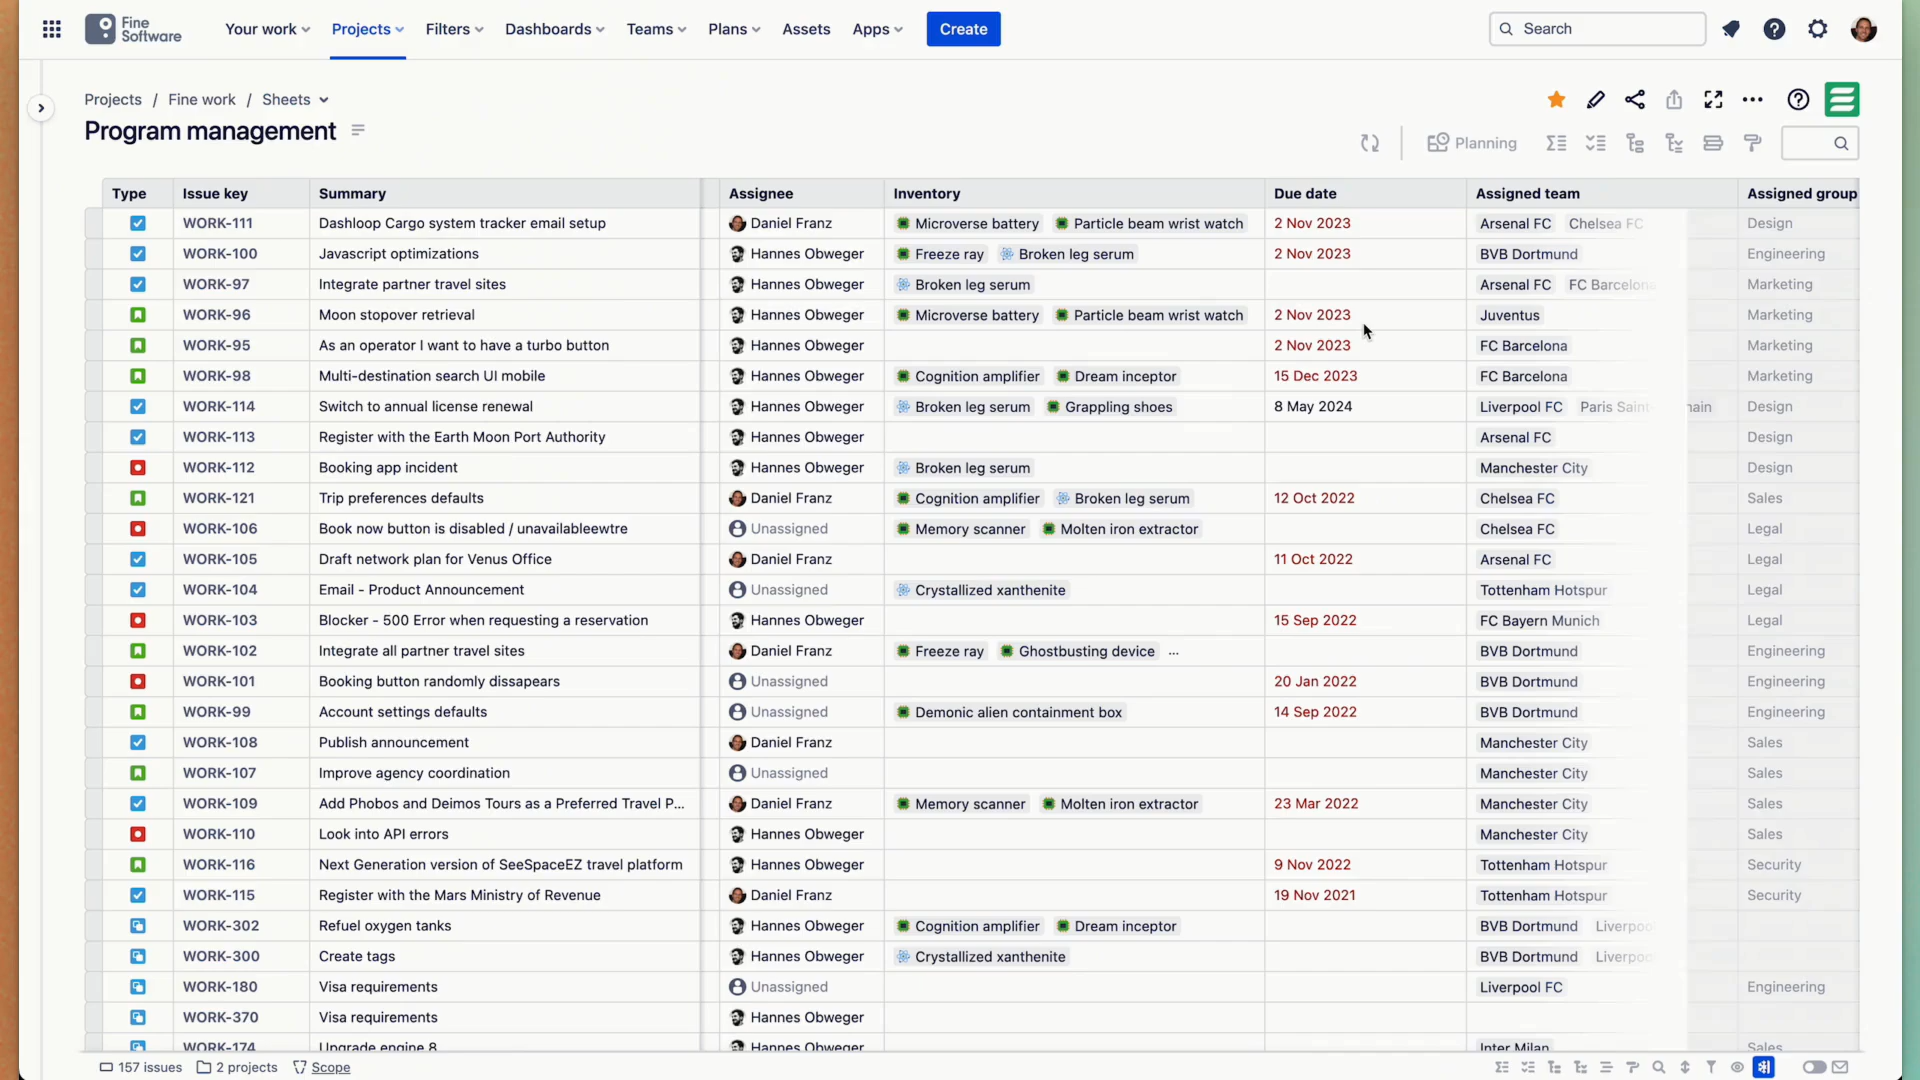 Fine Software
Your work Projects Filters Dashboards Teams Plans Assets Apps Create Search
Projects / Fine work / Sheets
Program management
Planning
Type Issue key Summary Assignee Inventory Due date Assigned team Assigned group
WORK-111 Dashloop Cargo system tracker email setup Daniel Franz Microverse battery Particle beam wrist watch 2 Nov 2023 Arsenal FC Chelsea FC Design
WORK-100 Javascript optimizations Hannes Obweger Freeze ray Broken leg serum 2 Nov 2023 BVB Dortmund Engineering
WORK-97 Integrate partner travel sites Hannes Obweger Broken leg serum Arsenal FC FC Barcelona Marketing
WORK-96 Moon stopover retrieval Hannes Obweger Microverse battery Particle beam wrist watch 2 Nov 2023 Juventus Marketing
WORK-95 As an operator I want to have a turbo button Hannes Obweger 2 Nov 2023 FC Barcelona Marketing
WORK-98 Multi-destination search UI mobile Hannes Obweger Cognition amplifier Dream inceptor 15 Dec 2023 FC Barcelona Marketing
WORK-114 Switch to annual license renewal Hannes Obweger Broken leg serum Grappling shoes 8 May 2024 Liverpool FC Paris Saint Design
WORK-113 Register with the Earth Moon Port Authority Hannes Obweger Arsenal FC Design
WORK-112 Booking app incident Hannes Obweger Broken leg serum Manchester City Design
WORK-121 Trip preferences defaults Daniel Franz Cognition amplifier Broken leg serum 12 Oct 2022 Chelsea FC Sales
WORK-106 Book now button is disabled / unavailableewtre Unassigned Memory scanner Molten iron extractor Chelsea FC Legal
WORK-105 Draft network plan for Venus Office Daniel Franz 11 Oct 2022 Arsenal FC Legal
WORK-104 Email - Product Announcement Unassigned Crystallized xanthenite Tottenham Hotspur Legal
WORK-103 Blocker - 500 Error when requesting a reservation Hannes Obweger 15 Sep 2022 FC Bayern Munich Legal
WORK-102 Integrate all partner travel sites Daniel Franz Freeze ray Ghostbusting device ... BVB Dortmund Engineering
WORK-101 Booking button randomly dissapears Unassigned 20 Jan 2022 BVB Dortmund Engineering
WORK-99 Account settings defaults Unassigned Demonic alien containment box 14 Sep 2022 BVB Dortmund Engineering
WORK-108 Publish announcement Daniel Franz Manchester City Sales
WORK-107 Improve agency coordination Unassigned Manchester City Sales
WORK-109 Add Phobos and Deimos Tours as a Preferred Travel P... Daniel Franz Memory scanner Molten iron extractor 23 Mar 2022 Manchester City Sales
WORK-110 Look into API errors Hannes Obweger Manchester City Sales
WORK-116 Next Generation version of SeeSpaceEZ travel platform Hannes Obweger 9 Nov 2022 Tottenham Hotspur Security
WORK-115 Register with the Mars Ministry of Revenue Daniel Franz 19 Nov 2021 Tottenham Hotspur Security
WORK-302 Refuel oxygen tanks Hannes Obweger Cognition amplifier Dream inceptor BVB Dortmund Liverpoo
WORK-300 Create tags Hannes Obweger Crystallized xanthenite BVB Dortmund Liverpoo
WORK-180 Visa requirements Unassigned Liverpool FC Engineering
WORK-370 Visa requirements Hannes Obweger
WORK-174 Upgrade engine 8 Hannes Obweger Inter Milan Sales
157 issues 2 projects Scope